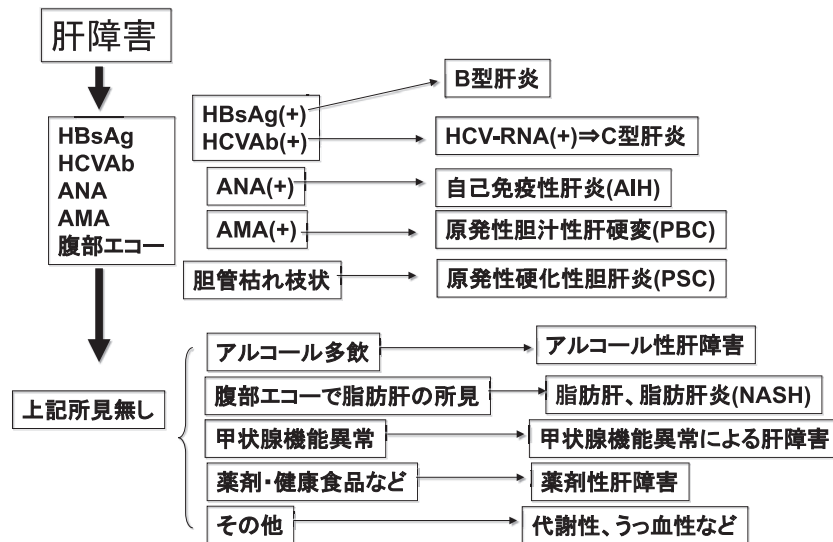 肝障害
HBsAg
HCVAb
ANA
AMA
腹部エコー
HBsAg(+)
HCVAb(+)
B型肝炎
HCV-RNA(+)⇒C型肝炎
ANA(+)
自己免疫性肝炎(AIH)
AMA(+)
原発性胆汁性肝硬変(PBC)
胆管枯れ枝状
原発性硬化性胆肝炎(PSC)
上記所見無し
アルコール多飲
アルコール性肝障害
腹部エコーで脂肪肝の所見
脂肪肝、脂肪肝炎(NASH)
甲状腺機能異常
甲状腺機能異常による肝障害
薬剤・健康食品など
薬剤性肝障害
その他
代謝性、うっ血性など